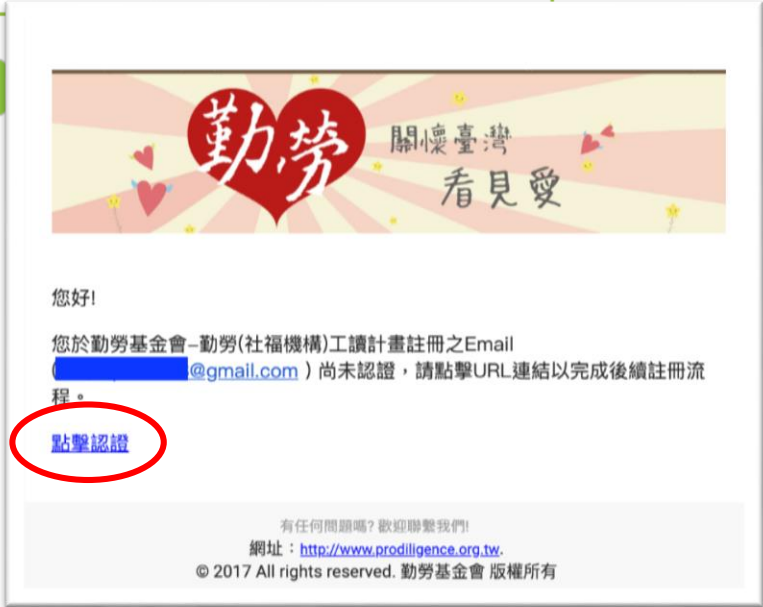 勤勞
關懷臺灣
看見愛
您好!
您於勤勞基金會–勤勞(社福機構)工讀計畫註冊之Email
(@gmail.com ) 尚未認證，請點擊URL連結以完成後續註冊流
程。
點擊認證
有任何問題嗎? 歡迎聯繫我們!
網址：http://www.prodiligence.org.tw.
© 2017 All rights reserved. 勤勞基金會 版權所有